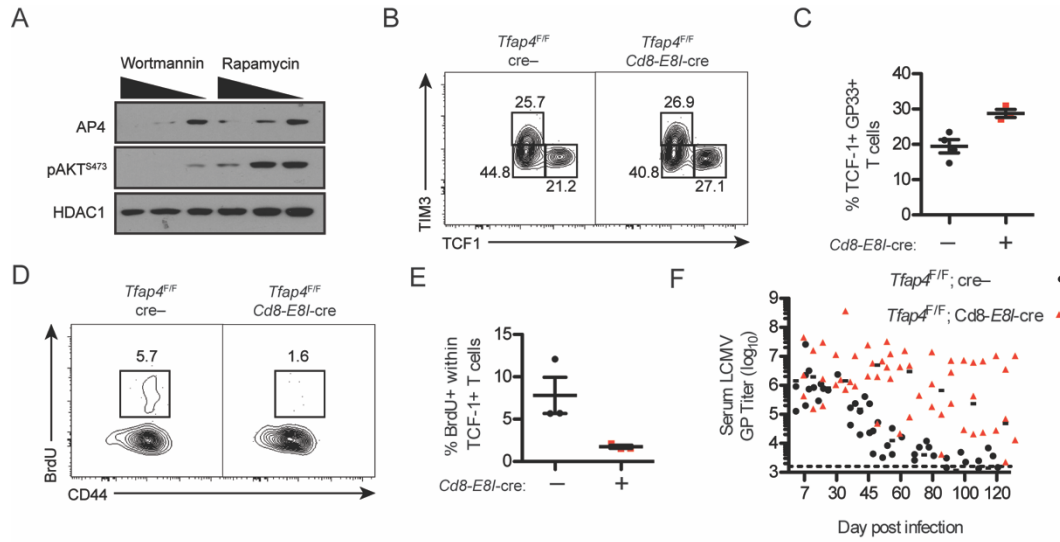 A
Wortmannin Rapamycin
AP4
pAKTS473
HDAC1
B
Tfap4F/F
cre–
Tfap4F/F
Cd8-E8I-cre
25.7
26.9
44.8
21.2
40.8
27.1
TIM3
TCF1
C
% TCF-1+ GP33+
T cells
40
30
20
10
0
Cd8-E8I-cre: – +
D
Tfap4F/F
cre–
Tfap4F/F
Cd8-E8I-cre
5.7
1.6
BrdU
CD44
E
% BrdU+ within
TCF-1+ T cells
15
10
5
0
Cd8-E8I-cre: – +
F
Tfap4F/F; cre–
Tfap4F/F; Cd8-E8I-cre
Serum LCMV
GP Titer (log10)
9
8
7
6
5
4
3
7 30 45 60 80 100 120
Day post infection